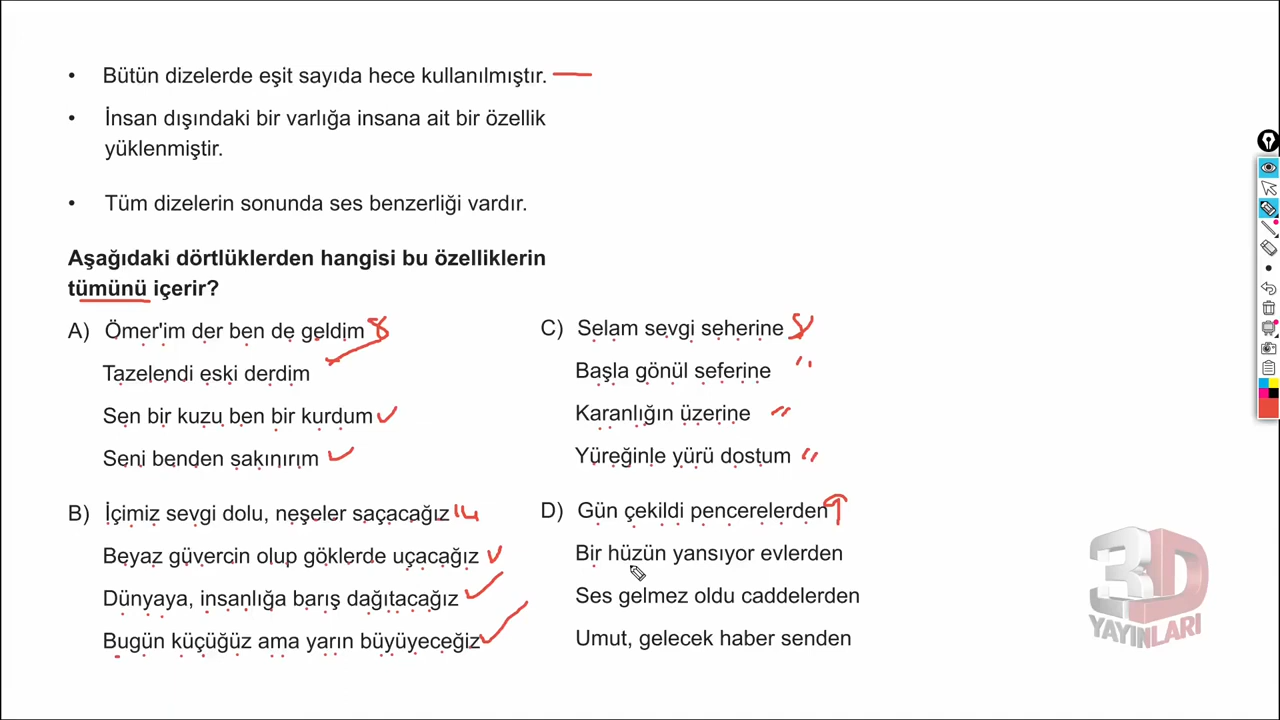 • Bütün dizelerde eşit sayıda hece kullanılmıştır.
• İnsan dışındaki bir varlığa insana ait bir özellik
yüklenmiştir.
• Tüm dizelerin sonunda ses benzerliği vardır.
Aşağıdaki dörtlüklerden hangisi bu özelliklerin
tümünü içerir?
A) Ömer'im der ben de geldim 8
Tazelendi eski derdim
Sen bir kuzu ben bir kurdum
Seni benden sakınırım
B) İçimiz sevgi dolu, neşeler saçacağız 14
Beyaz güvercin olup göklerde uçacağız
Dünyaya, insanlığa barış dağıtacağız
Bugün küçüğüz ama yarın büyüyeceğiz
C) Selam sevgi seherine 8
Başla gönül seferine "
Karanlığın üzerine "
Yüreğinle yürü dostum "
D) Gün çekildi pencerelerden 9
Bir hüzün yansıyor evlerden
Ses gelmez oldu caddelerden
Umut, gelecek haber senden
3D
YAYINLARI